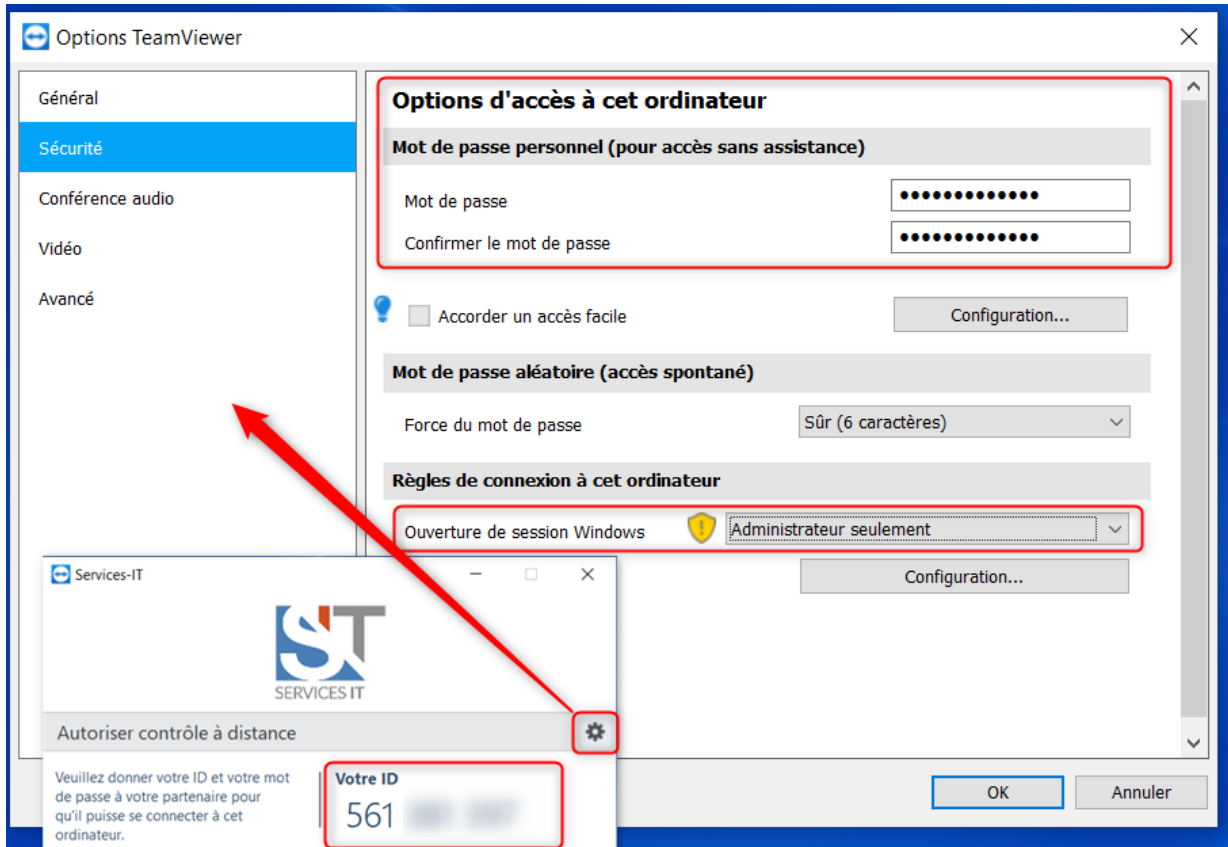 Options TeamViewer
Général
Sécurité
Conférence audio
Vidéo
Avancé
Options d'accès à cet ordinateur
Mot de passe personnel (pour accès sans assistance)
Mot de passe
Confirmer le mot de passe
Accorder un accès facile
Configuration...
Mot de passe aléatoire (accès spontané)
Force du mot de passe
Sûr (6 caractères)
Règles de connexion à cet ordinateur
Ouverture de session Windows
Administrateur seulement
Configuration...
OK
Annuler
Services-IT
SIT
SERVICES IT
Autoriser contrôle à distance
Veuillez donner votre ID et votre mot
de passe à votre partenaire pour
qu'il puisse se connecter à cet
ordinateur.
Votre ID
561